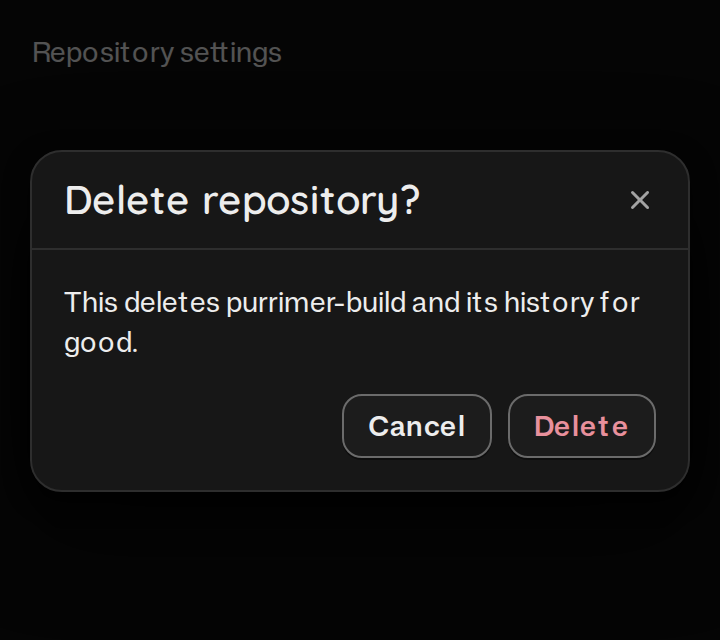 Repository settings
Delete repository?
This deletes purrimer-build and its history for
good.
Cancel
Delete